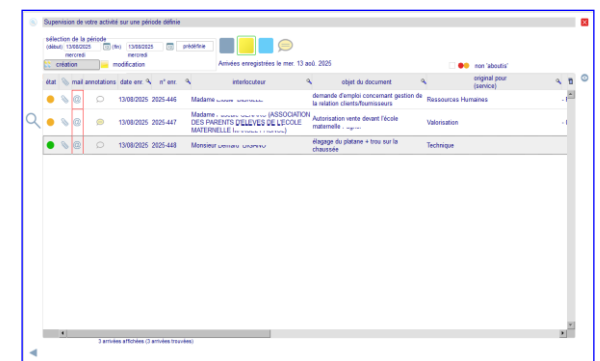 Supervision de votre activité sur une période définie
sélection de la période
(début) 13/08/2025 (fin) 13/08/2025 prédéfinie
mercredi mercredi
création modification Arrivées enregistrées le mer. 13 aoû. 2025 non 'aboutis'
état mail annotations date enr. n° enr. interlocuteur objet du document original pour (service)
@ 13/08/2025 2025-446 Madame demande d'emploi concernant gestion de la relation clients/fournisseurs Ressources Humaines
@ 13/08/2025 2025-447 Madame (ASSOCIATION DES PARENTS D'ELEVES DE L'ECOLE MATERNELLE Autorisation vente devant l'école maternelle Valorisation
@ 13/08/2025 2025-448 Monsieur élagage du platane + trou sur la chaussée Technique
3 arrivées affichées (3 arrivées trouvées)